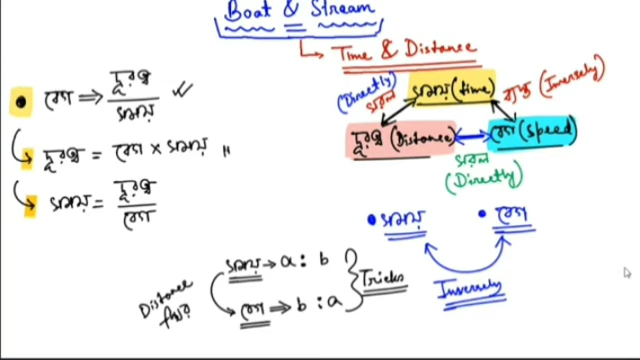 Boat & Stream
Time & Distance
বেগ ⇒ দূরত্ব / সময়
দূরত্ব = বেগ × সময়
সময় = দূরত্ব / বেগ
(Directly) সরল
সময় (time)
ব্যস্ত (Inversely)
দূরত্ব (Distance)
বেগ (Speed)
সরল
(Directly)
সময়
বেগ
Inversely
Distance স্থির
সময় → a : b
বেগ ⇒ b : a
Tricks